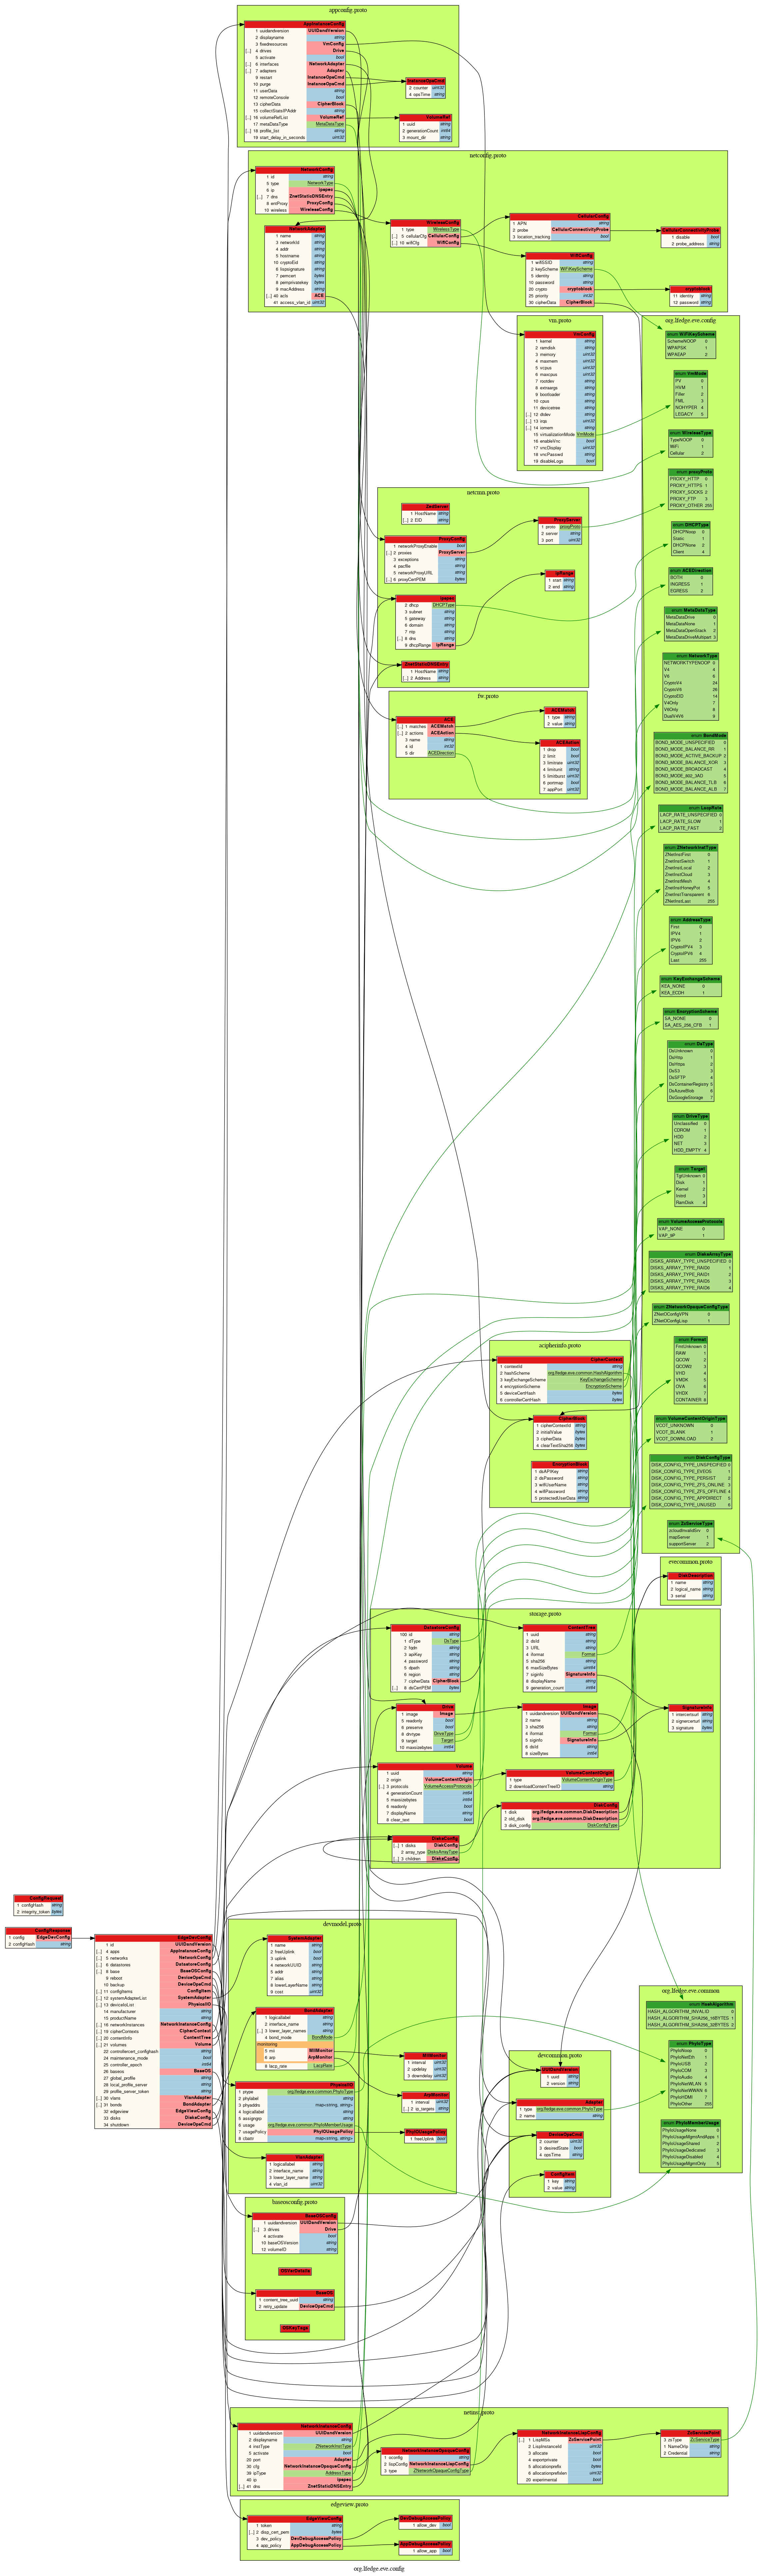 appconfig.proto
AppInstanceConfig
1 uuidandversion UUIDandVersion
2 displayname string
3 fixedresources VmConfig
[...] 4 drives Drive
5 activate bool
[...] 6 interfaces NetworkAdapter
[...] 7 adapters Adapter
9 restart InstanceOpsCmd
10 purge InstanceOpsCmd
11 userData string
12 remoteConsole bool
13 cipherData CipherBlock
15 collectStatsIPAddr string
[...] 16 volumeRefList VolumeRef
17 metaDataType MetaDataType
[...] 18 profile_list string
19 start_delay_in_seconds uint32
InstanceOpsCmd
2 counter uint32
4 opsTime string
VolumeRef
1 uuid string
2 generationCount int64
3 mount_dir string
netconfig.proto
NetworkConfig
1 id string
5 type NetworkType
6 ip ipspec
[...] 7 dns ZnetStaticDNSEntry
8 entProxy ProxyConfig
10 wireless WirelessConfig
NetworkAdapter
1 name string
3 networkId string
4 addr string
5 hostname string
10 cryptoEid string
6 lispsignature string
7 pemcert bytes
8 pemprivatekey bytes
9 macAddress string
[...] 40 acls ACE
41 access_vlan_id uint32
WirelessConfig
1 type WirelessType
[...] 5 cellularCfg CellularConfig
[...] 10 wifiCfg WifiConfig
CellularConfig
1 APN string
2 probe CellularConnectivityProbe
3 location_tracking bool
CellularConnectivityProbe
1 disable bool
2 probe_address string
WifiConfig
1 wifiSSID string
2 keyScheme WiFiKeyScheme
5 identity string
10 password string
20 crypto cryptoblock
25 priority int32
30 cipherData CipherBlock
cryptoblock
11 identity string
12 password string
vm.proto
VmConfig
1 kernel string
2 ramdisk string
3 memory uint32
4 maxmem uint32
5 vcpus uint32
6 maxcpus uint32
7 rootdev string
8 extraargs string
9 bootloader string
10 cpus string
11 devicetree string
[...] 12 dtdev string
[...] 13 irqs uint32
[...] 14 iomem string
15 virtualizationMode VmMode
16 enableVnc bool
17 vncDisplay uint32
18 vncPasswd string
19 disableLogs bool
org.lfedge.eve.config
enum WiFiKeyScheme
SchemeNOOP 0
WPAPSK 1
WPAEAP 2
enum VmMode
PV 0
HVM 1
Filler 2
FML 3
NOHYPER 4
LEGACY 5
enum WirelessType
TypeNOOP 0
WiFi 1
Cellular 2
enum proxyProto
PROXY_HTTP 0
PROXY_HTTPS 1
PROXY_SOCKS 2
PROXY_FTP 3
PROXY_OTHER 255
enum DHCPType
DHCPNoop 0
Static 1
DHCPNone 2
Client 4
enum ACEDirection
BOTH 0
INGRESS 1
EGRESS 2
enum MetaDataType
MetaDataDrive 0
MetaDataNone 1
MetaDataOpenStack 2
MetaDataDriveMultipart 3
enum NetworkType
NETWORKTYPENOOP 0
V4 4
V6 6
CryptoV4 24
CryptoV6 26
CryptoEID 14
V4Only 7
V6Only 8
DualV4V6 9
enum BondMode
BOND_MODE_UNSPECIFIED 0
BOND_MODE_BALANCE_RR 1
BOND_MODE_ACTIVE_BACKUP 2
BOND_MODE_BALANCE_XOR 3
BOND_MODE_BROADCAST 4
BOND_MODE_802_3AD 5
BOND_MODE_BALANCE_TLB 6
BOND_MODE_BALANCE_ALB 7
enum LacpRate
LACP_RATE_UNSPECIFIED 0
LACP_RATE_SLOW 1
LACP_RATE_FAST 2
enum ZNetworkInstType
ZNetInstFirst 0
ZnetInstSwitch 1
ZnetInstLocal 2
ZnetInstCloud 3
ZnetInstMesh 4
ZnetInstHoneyPot 5
ZnetInstTransparent 6
ZNetInstLast 255
enum AddressType
First 0
IPV4 1
IPV6 2
CryptoIPV4 3
CryptoIPV6 4
Last 255
enum KeyExchangeScheme
KEA_NONE 0
KEA_ECDH 1
enum EncryptionScheme
SA_NONE 0
SA_AES_256_CFB 1
enum DsType
DsUnknown 0
DsHttp 1
DsHttps 2
DsS3 3
DsSFTP 4
DsContainerRegistry 5
DsAzureBlob 6
DsGoogleStorage 7
enum DriveType
Unclassified 0
CDROM 1
HDD 2
NET 3
HDD_EMPTY 4
enum Target
TgtUnknown 0
Disk 1
Kernel 2
Initrd 3
RamDisk 4
enum VolumeAccessProtocols
VAP_NONE 0
VAP_9P 1
enum DisksArrayType
DISKS_ARRAY_TYPE_UNSPECIFIED 0
DISKS_ARRAY_TYPE_RAID0 1
DISKS_ARRAY_TYPE_RAID1 2
DISKS_ARRAY_TYPE_RAID5 3
DISKS_ARRAY_TYPE_RAID6 4
enum ZNetworkOpaqueConfigType
ZNetOConfigVPN 0
ZNetOConfigLisp 1
enum Format
FmtUnknown 0
RAW 1
QCOW 2
QCOW2 3
VHD 4
VMDK 5
OVA 6
VHDX 7
CONTAINER 8
enum VolumeContentOriginType
VCOT_UNKNOWN 0
VCOT_BLANK 1
VCOT_DOWNLOAD 2
enum DiskConfigType
DISK_CONFIG_TYPE_UNSPECIFIED 0
DISK_CONFIG_TYPE_EVEOS 1
DISK_CONFIG_TYPE_PERSIST 2
DISK_CONFIG_TYPE_ZFS_ONLINE 3
DISK_CONFIG_TYPE_ZFS_OFFLINE 4
DISK_CONFIG_TYPE_APPDIRECT 5
DISK_CONFIG_TYPE_UNUSED 6
enum ZcServiceType
zcloudInvalidSrv 0
mapServer 1
supportServer 2
netcmn.proto
ZedServer
1 HostName string
[...] 2 EID string
ProxyConfig
1 networkProxyEnable bool
[...] 2 proxies ProxyServer
3 exceptions string
4 pacfile string
5 networkProxyURL string
[...] 6 proxyCertPEM bytes
ProxyServer
1 proto proxyProto
2 server string
3 port uint32
ipspec
2 dhcp DHCPType
3 subnet string
5 gateway string
6 domain string
7 ntp string
[...] 8 dns string
9 dhcpRange ipRange
ipRange
1 start string
2 end string
ZnetStaticDNSEntry
1 HostName string
[...] 2 Address string
fw.proto
ACE
[...] 1 matches ACEMatch
[...] 2 actions ACEAction
3 name string
4 id int32
5 dir ACEDirection
ACEMatch
1 type string
2 value string
ACEAction
1 drop bool
2 limit bool
3 limitrate uint32
4 limitunit string
5 limitburst uint32
6 portmap bool
7 appPort uint32
acipherinfo.proto
CipherContext
1 contextId string
2 hashScheme org.lfedge.eve.common.HashAlgorithm
3 keyExchangeScheme KeyExchangeScheme
4 encryptionScheme EncryptionScheme
5 deviceCertHash bytes
6 controllerCertHash bytes
CipherBlock
1 cipherContextId string
2 initialValue bytes
3 cipherData bytes
4 clearTextSha256 bytes
EncryptionBlock
1 dsAPIKey string
2 dsPassword string
3 wifiUserName string
4 wifiPassword string
5 protectedUserData string
evecommon.proto
DiskDescription
1 name string
2 logical_name string
3 serial string
storage.proto
DatastoreConfig
100 id string
1 dType DsType
2 fqdn string
3 apiKey string
4 password string
5 dpath string
6 region string
7 cipherData CipherBlock
[...] 8 dsCertPEM bytes
ContentTree
1 uuid string
2 dsId string
3 URL string
4 iformat Format
5 sha256 string
6 maxSizeBytes uint64
7 siginfo SignatureInfo
8 displayName string
9 generation_count int64
Drive
1 image Image
5 readonly bool
6 preserve bool
8 drvtype DriveType
9 target Target
10 maxsizebytes int64
Image
1 uuidandversion UUIDandVersion
2 name string
3 sha256 string
4 iformat Format
5 siginfo SignatureInfo
6 dsId string
8 sizeBytes int64
SignatureInfo
1 intercertsurl string
2 signercerturl string
3 signature bytes
Volume
1 uuid string
2 origin VolumeContentOrigin
[...] 3 protocols VolumeAccessProtocols
4 generationCount int64
5 maxsizebytes int64
6 readonly bool
7 displayName string
8 clear_text bool
VolumeContentOrigin
1 type VolumeContentOriginType
2 downloadContentTreeID string
DiskConfig
1 disk org.lfedge.eve.common.DiskDescription
2 old_disk org.lfedge.eve.common.DiskDescription
3 disk_config DiskConfigType
DisksConfig
[...] 1 disks DiskConfig
2 array_type DisksArrayType
[...] 3 children DisksConfig
ConfigRequest
1 configHash string
2 integrity_token bytes
ConfigResponse
1 config EdgeDevConfig
2 configHash string
EdgeDevConfig
1 id UUIDandVersion
[...] 4 apps AppInstanceConfig
[...] 5 networks NetworkConfig
[...] 6 datastores DatastoreConfig
[...] 8 base BaseOSConfig
9 reboot DeviceOpsCmd
10 backup DeviceOpsCmd
[...] 11 configItems ConfigItem
[...] 12 systemAdapterList SystemAdapter
[...] 13 deviceIoList PhysicalIO
14 manufacturer string
15 productName string
[...] 16 networkInstances NetworkInstanceConfig
[...] 19 cipherContexts CipherContext
[...] 20 contentInfo ContentTree
[...] 21 volumes Volume
22 controllercert_confighash string
24 maintenance_mode bool
25 controller_epoch int64
26 baseos BaseOS
27 global_profile string
28 local_profile_server string
29 profile_server_token string
[...] 30 vlans VlanAdapter
[...] 31 bonds BondAdapter
32 edgeview EdgeViewConfig
33 disks DisksConfig
34 shutdown DeviceOpsCmd
devmodel.proto
SystemAdapter
1 name string
2 freeUplink bool
3 uplink bool
4 networkUUID string
5 addr string
7 alias string
8 lowerLayerName string
9 cost uint32
BondAdapter
1 logicallabel string
2 interface_name string
[...] 3 lower_layer_names string
4 bond_mode BondMode
monitoring
5 mii MIIMonitor
6 arp ArpMonitor
8 lacp_rate LacpRate
MIIMonitor
1 interval uint32
2 updelay uint32
3 downdelay uint32
ArpMonitor
1 interval uint32
[...] 2 ip_targets string
PhysicalIO
1 ptype org.lfedge.eve.common.PhyIoType
2 phylabel string
3 phyaddrs map<string, string>
4 logicallabel string
5 assigngrp string
6 usage org.lfedge.eve.common.PhyIoMemberUsage
7 usagePolicy PhyIOUsagePolicy
8 cbattr map<string, string>
PhyIOUsagePolicy
1 freeUplink bool
VlanAdapter
1 logicallabel string
2 interface_name string
3 lower_layer_name string
4 vlan_id uint32
devcommon.proto
UUIDandVersion
1 uuid string
2 version string
Adapter
1 type org.lfedge.eve.common.PhyIoType
2 name string
DeviceOpsCmd
2 counter uint32
3 desiredState bool
4 opsTime string
ConfigItem
1 key string
2 value string
org.lfedge.eve.common
enum HashAlgorithm
HASH_ALGORITHM_INVALID 0
HASH_ALGORITHM_SHA256_16BYTES 1
HASH_ALGORITHM_SHA256_32BYTES 2
enum PhyIoType
PhyIoNoop 0
PhyIoNetEth 1
PhyIoUSB 2
PhyIoCOM 3
PhyIoAudio 4
PhyIoNetWLAN 5
PhyIoNetWWAN 6
PhyIoHDMI 7
PhyIoOther 255
enum PhyIoMemberUsage
PhyIoUsageNone 0
PhyIoUsageMgmtAndApps 1
PhyIoUsageShared 2
PhyIoUsageDedicated 3
PhyIoUsageDisabled 4
PhyIoUsageMgmtOnly 5
baseosconfig.proto
BaseOSConfig
1 uuidandversion UUIDandVersion
[...] 3 drives Drive
4 activate bool
10 baseOSVersion string
12 volumeID string
OSVerDetails
BaseOS
1 content_tree_uuid string
2 retry_update DeviceOpsCmd
OSKeyTags
netinst.proto
NetworkInstanceConfig
1 uuidandversion UUIDandVersion
2 displayname string
4 instType ZNetworkInstType
5 activate bool
20 port Adapter
30 cfg NetworkInstanceOpaqueConfig
39 ipType AddressType
40 ip ipspec
[...] 41 dns ZnetStaticDNSEntry
NetworkInstanceOpaqueConfig
1 oconfig string
2 lispConfig NetworkInstanceLispConfig
3 type ZNetworkOpaqueConfigType
NetworkInstanceLispConfig
[...] 1 LispMSs ZcServicePoint
2 LispInstanceId uint32
3 allocate bool
4 exportprivate bool
5 allocationprefix bytes
6 allocationprefixlen uint32
10 experimental bool
ZcServicePoint
3 zsType ZcServiceType
1 NameOrIp string
2 Credential string
edgeview.proto
EdgeViewConfig
1 token string
[...] 2 disp_cert_pem bytes
3 dev_policy DevDebugAccessPolicy
4 app_policy AppDebugAccessPolicy
DevDebugAccessPolicy
1 allow_dev bool
AppDebugAccessPolicy
1 allow_app bool
org.lfedge.eve.config